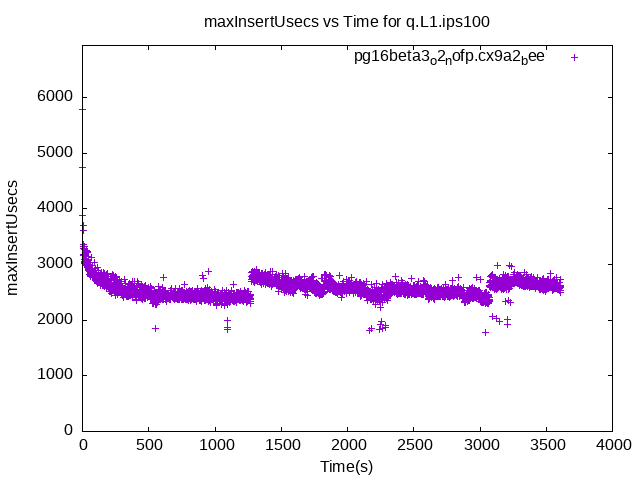 maxInsertUsecs vs Time for q.L1.ips100
pg16beta3o2nofp.cx9a2bee
6000
5000
4000
3000
2000
1000
0
maxInsertUsecs
0 500 1000 1500 2000 2500 3000 3500 4000
Time(s)